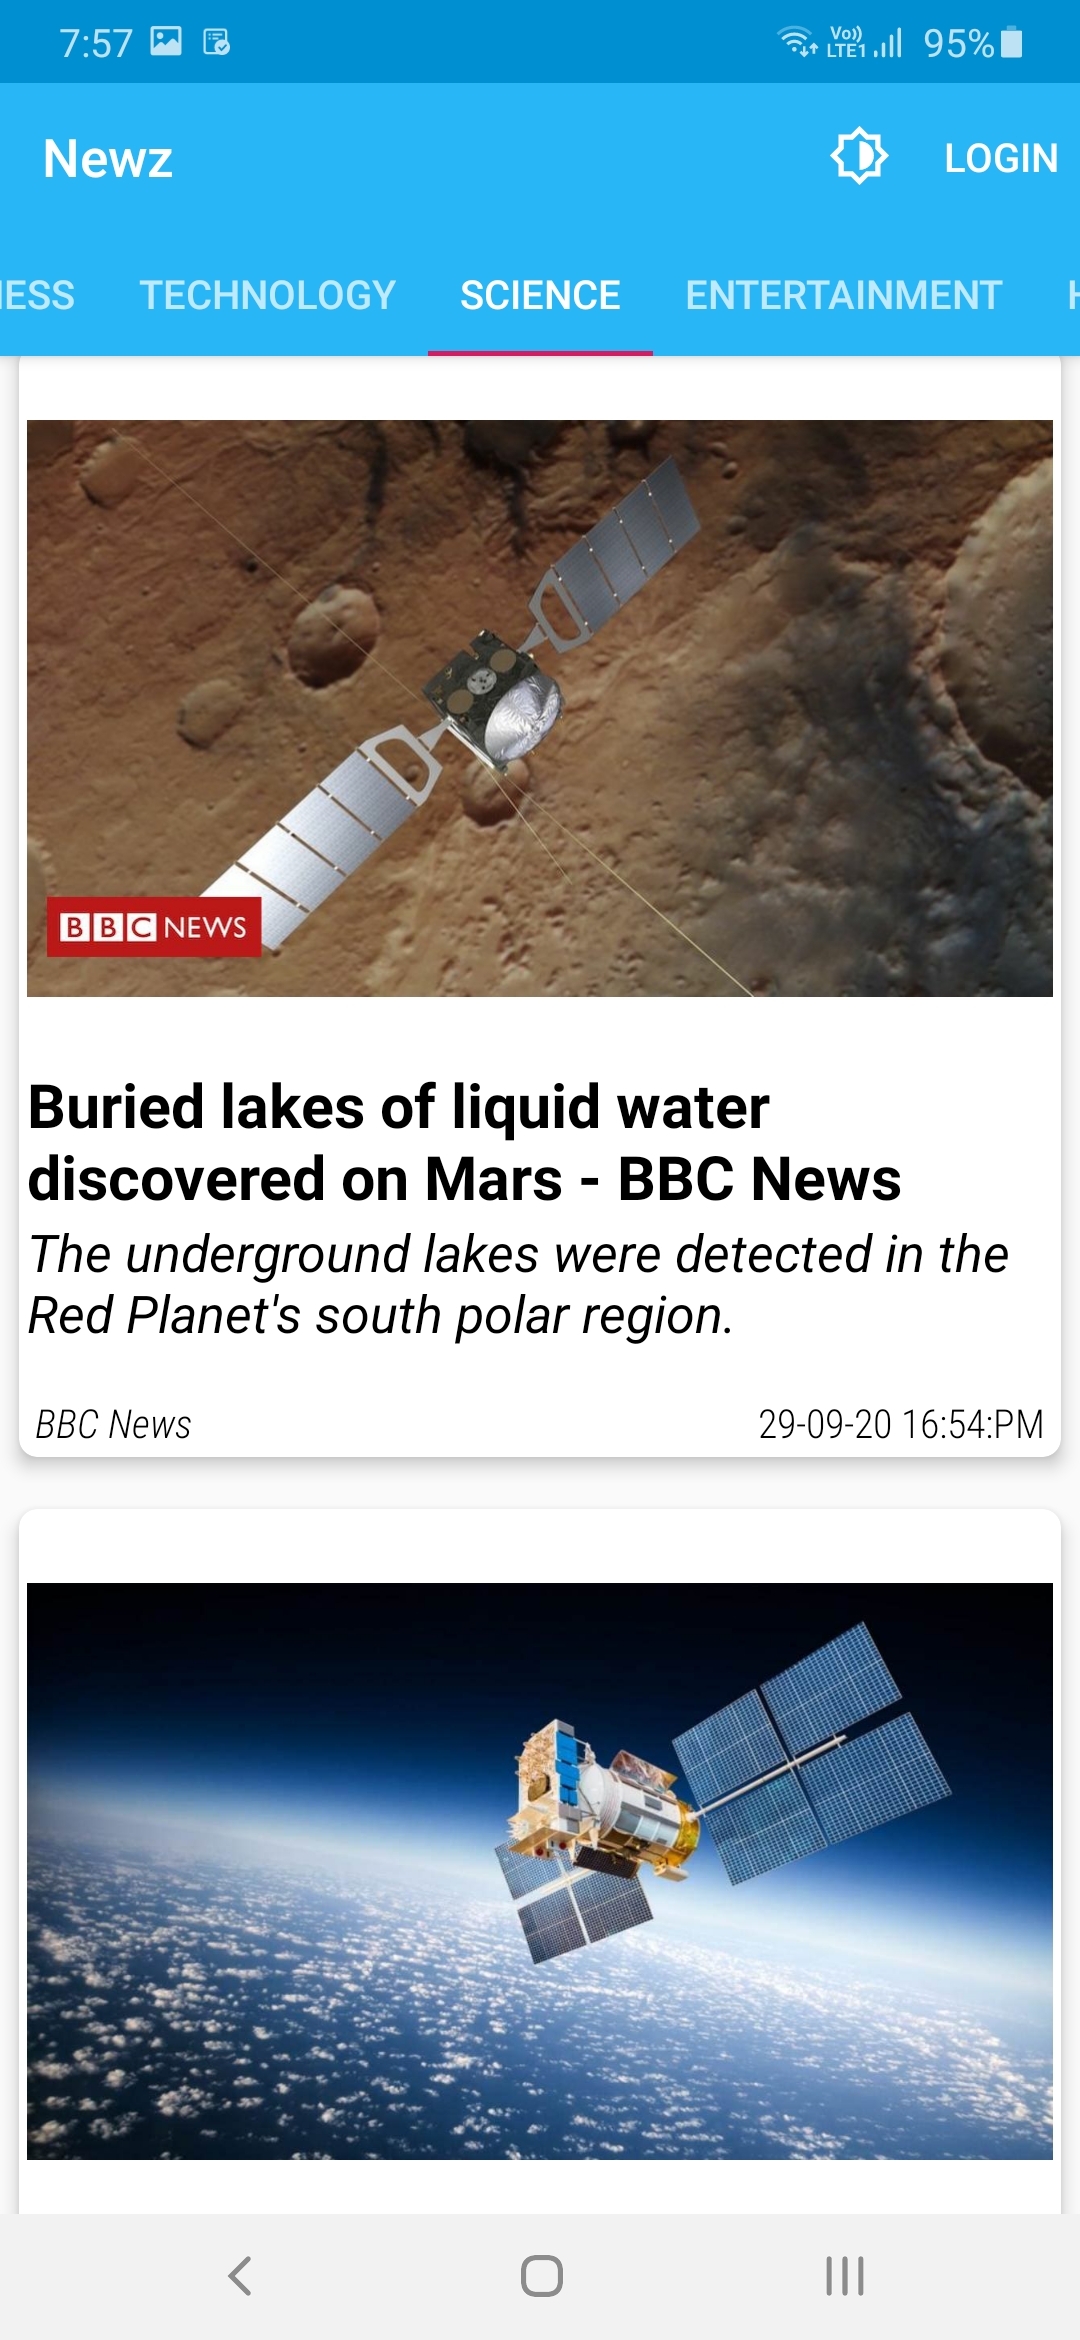 7:57 Vo)) LTE1 95%
Newz LOGIN
ESS TECHNOLOGY SCIENCE ENTERTAINMENT H
BBC NEWS
Buried lakes of liquid water
discovered on Mars - BBC News
The underground lakes were detected in the
Red Planet's south polar region.
BBC News 29-09-20 16:54:PM